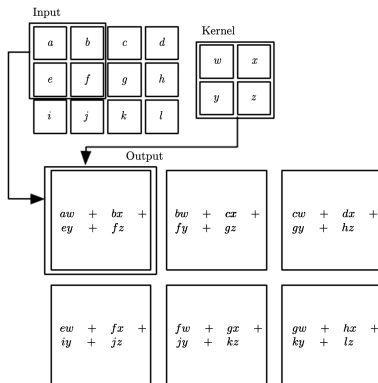 Input
Kernel
a b c d
w x
e f g h
y z
i j k l
Output
aw + bx +
ey + fz
bw + cx +
fy + gz
cw + dx +
gy + hz
ew + fx +
iy + jz
fw + gx +
jy + kz
gw + hx +
ky + lz